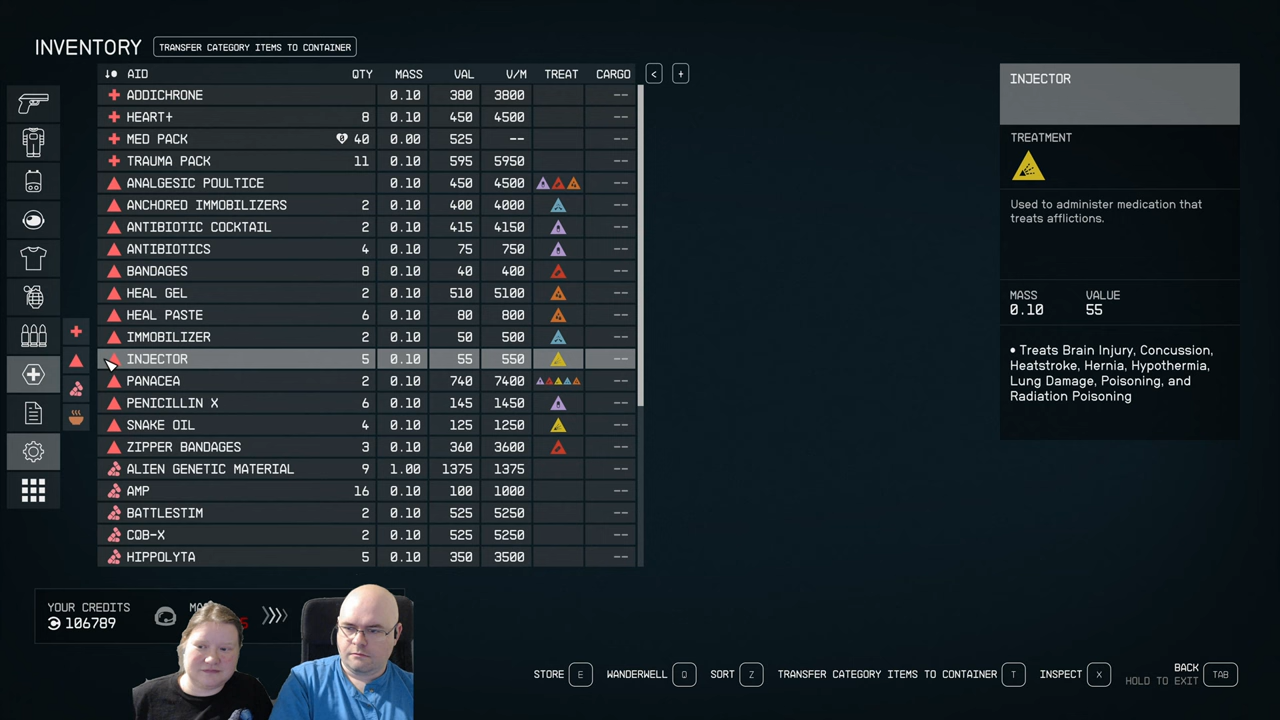 INVENTORY TRANSFER CATEGORY ITEMS TO CONTAINER
AID QTY MASS VAL V/M TREAT CARGO < +
ADDICHRONE 0.10 380 3800 --
HEART+ 8 0.10 450 4500 --
MED PACK 40 0.00 525 -- --
TRAUMA PACK 11 0.10 595 5950 --
ANALGESIC POULTICE 0.10 450 4500 --
ANCHORED IMMOBILIZERS 2 0.10 400 4000 --
ANTIBIOTIC COCKTAIL 2 0.10 415 4150 --
ANTIBIOTICS 4 0.10 75 750 --
BANDAGES 8 0.10 40 400 --
HEAL GEL 2 0.10 510 5100 --
HEAL PASTE 6 0.10 80 800 --
IMMOBILIZER 2 0.10 50 500 --
INJECTOR 5 0.10 55 550 --
PANACEA 2 0.10 740 7400 --
PENICILLIN X 6 0.10 145 1450 --
SNAKE OIL 4 0.10 125 1250 --
ZIPPER BANDAGES 3 0.10 360 3600 --
ALIEN GENETIC MATERIAL 9 1.00 1375 1375 --
AMP 16 0.10 100 1000 --
BATTLESTIM 2 0.10 525 5250 --
CQB-X 2 0.10 525 5250 --
HIPPOLYTA 5 0.10 350 3500 --
INJECTOR
TREATMENT
Used to administer medication that
treats afflictions.
MASS VALUE
0.10 55
• Treats Brain Injury, Concussion,
Heatstroke, Hernia, Hypothermia,
Lung Damage, Poisoning, and
Radiation Poisoning
YOUR CREDITS
106789
STORE E WANDERWELL Q SORT Z TRANSFER CATEGORY ITEMS TO CONTAINER T INSPECT X BACK TAB
HOLD TO EXIT